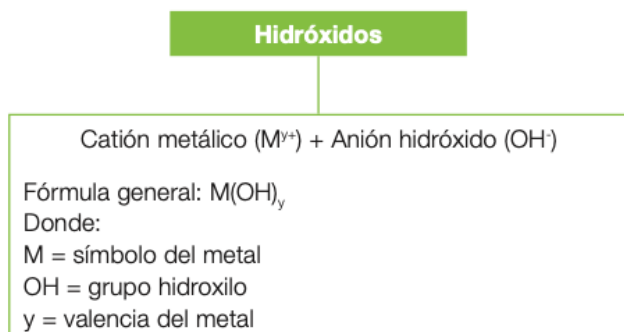 Hidróxidos
Catión metálico (Mʸ⁺) + Anión hidróxido (OH⁻)
Fórmula general: M(OH)ᵧ
Donde:
M = símbolo del metal
OH = grupo hidroxilo
y = valencia del metal